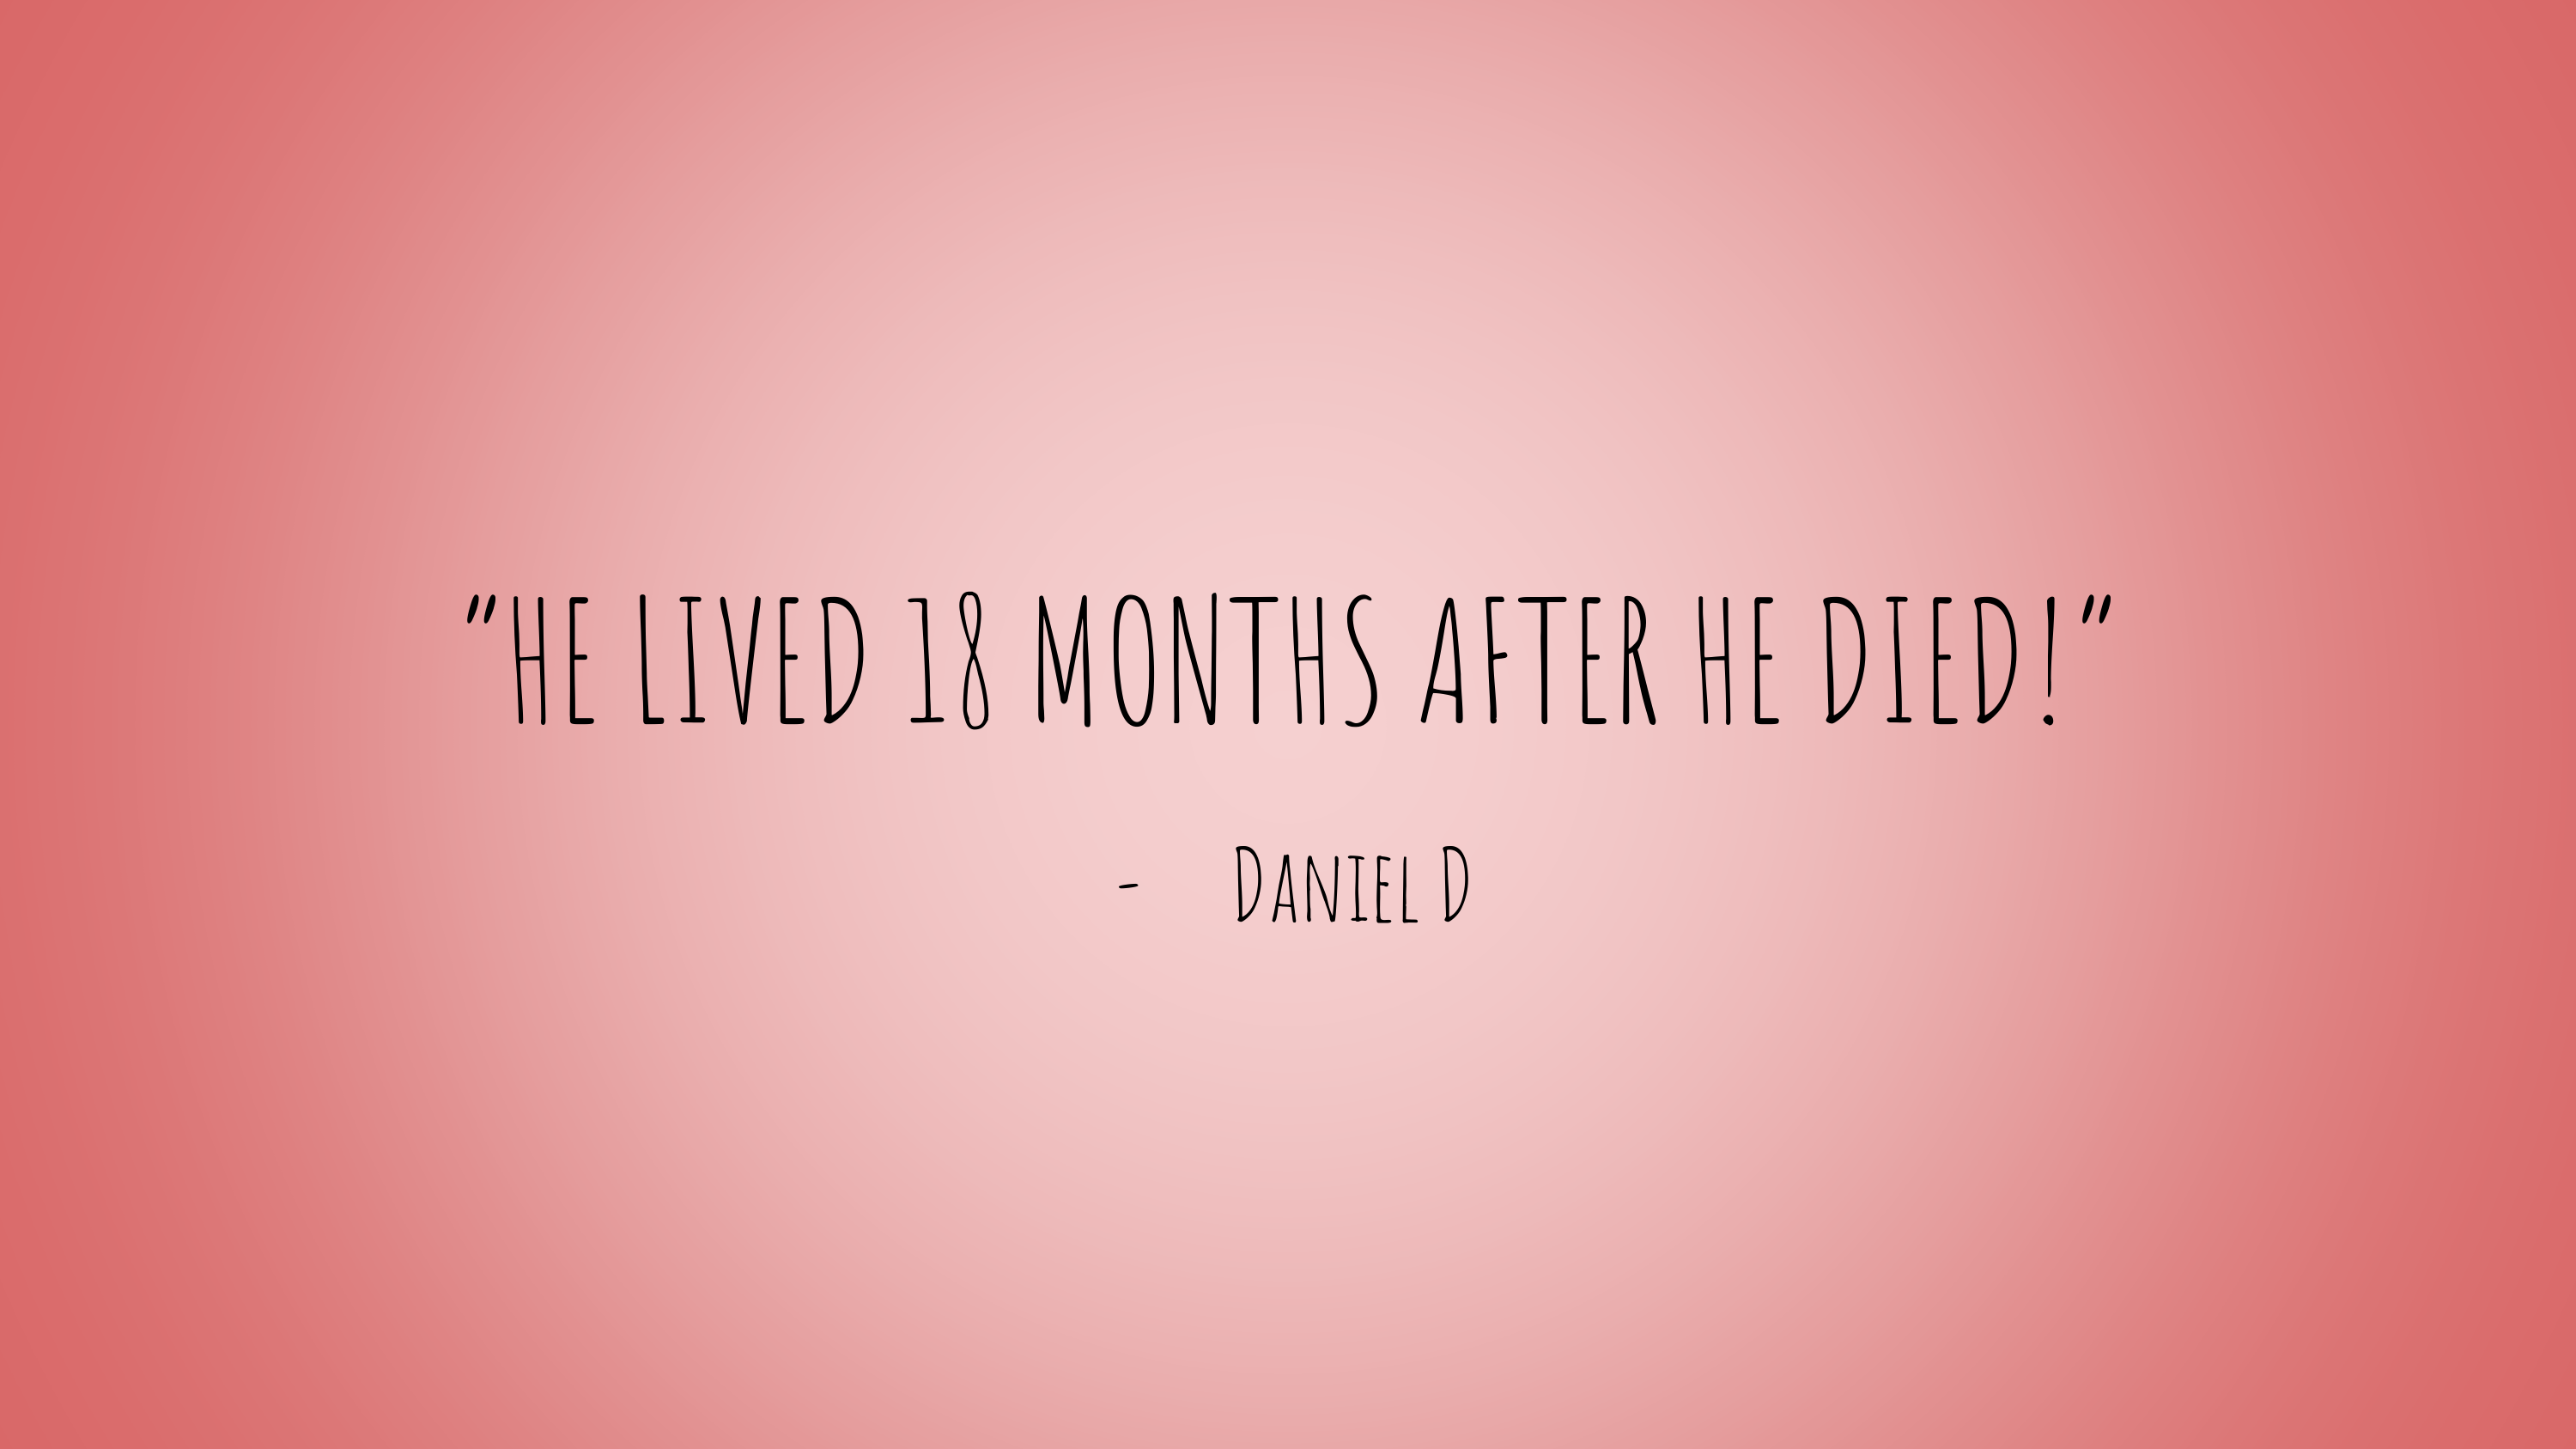 “HE LIVED 18 MONTHS AFTER HE DIED!”
- DANIEL D